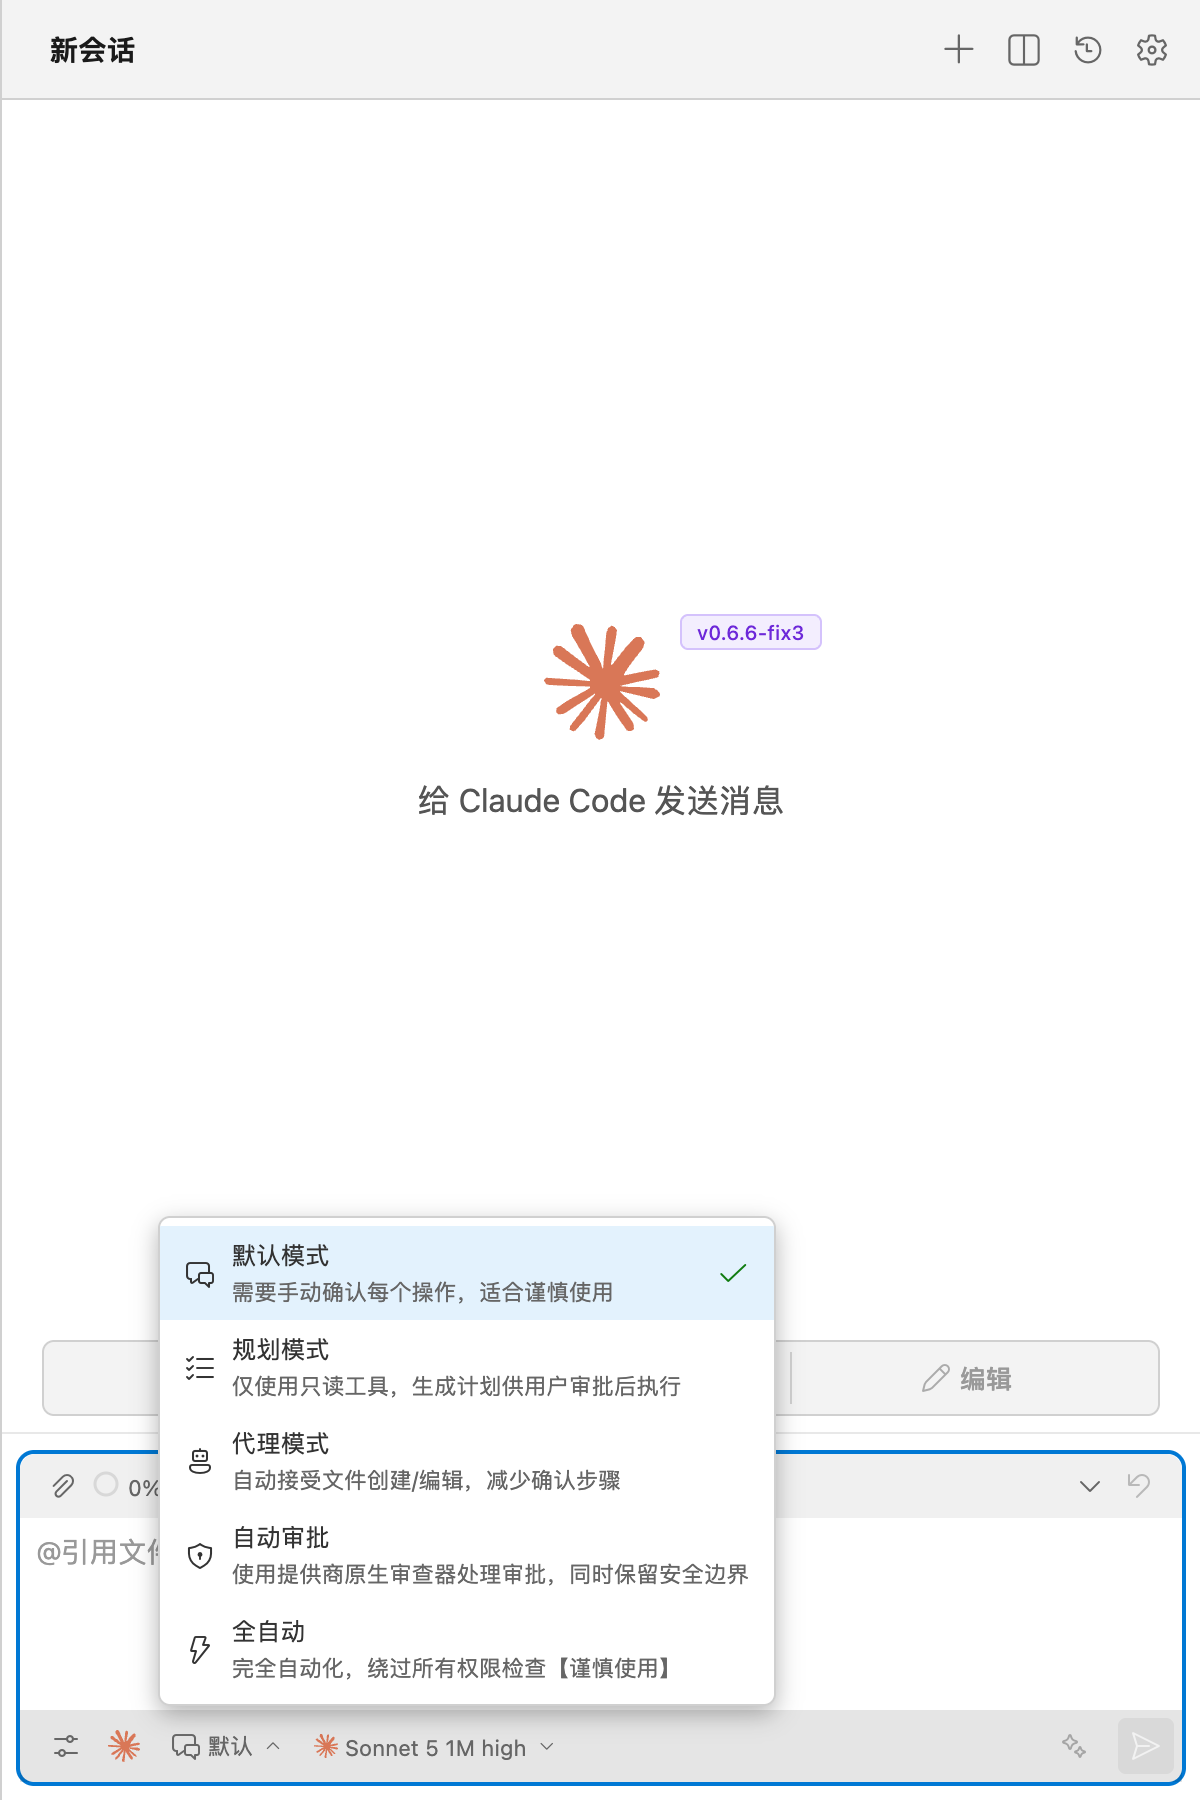 新会话
v0.6.6-fix3
给 Claude Code 发送消息
默认模式
需要手动确认每个操作，适合谨慎使用
规划模式
仅使用只读工具，生成计划供用户审批后执行
编辑
代理模式
自动接受文件创建/编辑，减少确认步骤
0%
@引用文件
自动审批
使用提供商原生审查器处理审批，同时保留安全边界
全自动
完全自动化，绕过所有权限检查【谨慎使用】
默认
Sonnet 5 1M high